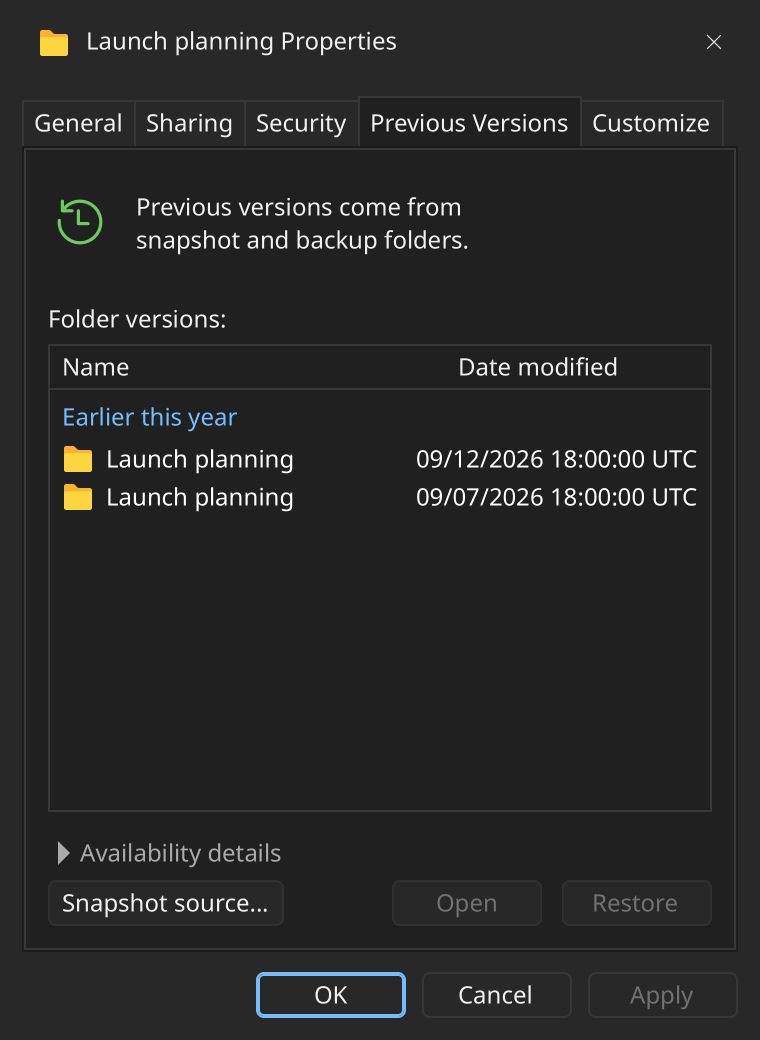 Launch planning Properties
General Sharing Security Previous Versions Customize
Previous versions come from
snapshot and backup folders.
Folder versions:
Name Date modified
Earlier this year
Launch planning 09/12/2026 18:00:00 UTC
Launch planning 09/07/2026 18:00:00 UTC
Availability details
Snapshot source... Open Restore
OK Cancel Apply